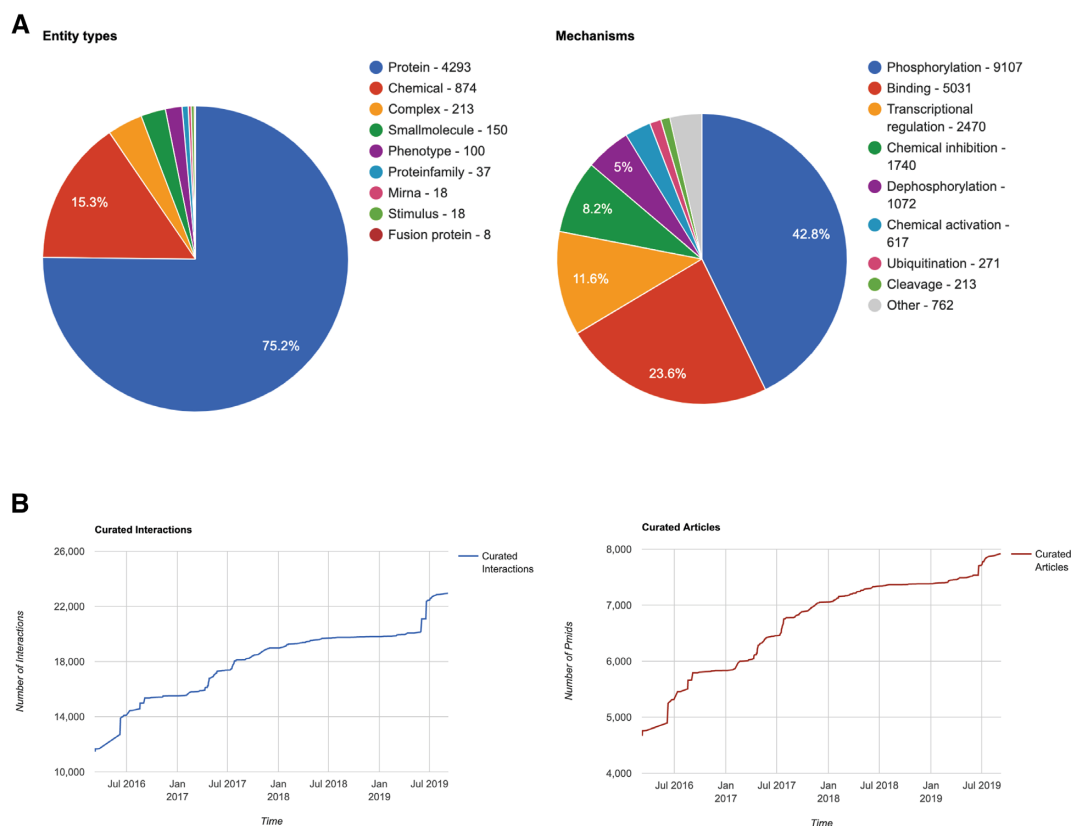 A
Entity types
Protein - 4293
Chemical - 874
Complex - 213
Smallmolecule - 150
Phenotype - 100
Proteinfamily - 37
Mirna - 18
Stimulus - 18
Fusion protein - 8
15.3%
75.2%
Mechanisms
Phosphorylation - 9107
Binding - 5031
Transcriptional
regulation - 2470
Chemical inhibition -
1740
Dephosphorylation -
1072
Chemical activation -
617
Ubiquitination - 271
Cleavage - 213
Other - 762
5%
8.2%
11.6%
23.6%
42.8%
B
Curated Interactions
26,000
22,000
18,000
14,000
10,000
Number of Interactions
Jul 2016
Jan
2017
Jul 2017
Jan
2018
Jul 2018
Jan
2019
Jul 2019
Time
Curated
Interactions
Curated Articles
8,000
7,000
6,000
5,000
4,000
Number of Pmids
Jul 2016
Jan
2017
Jul 2017
Jan
2018
Jul 2018
Jan
2019
Jul 2019
Time
Curated
Articles